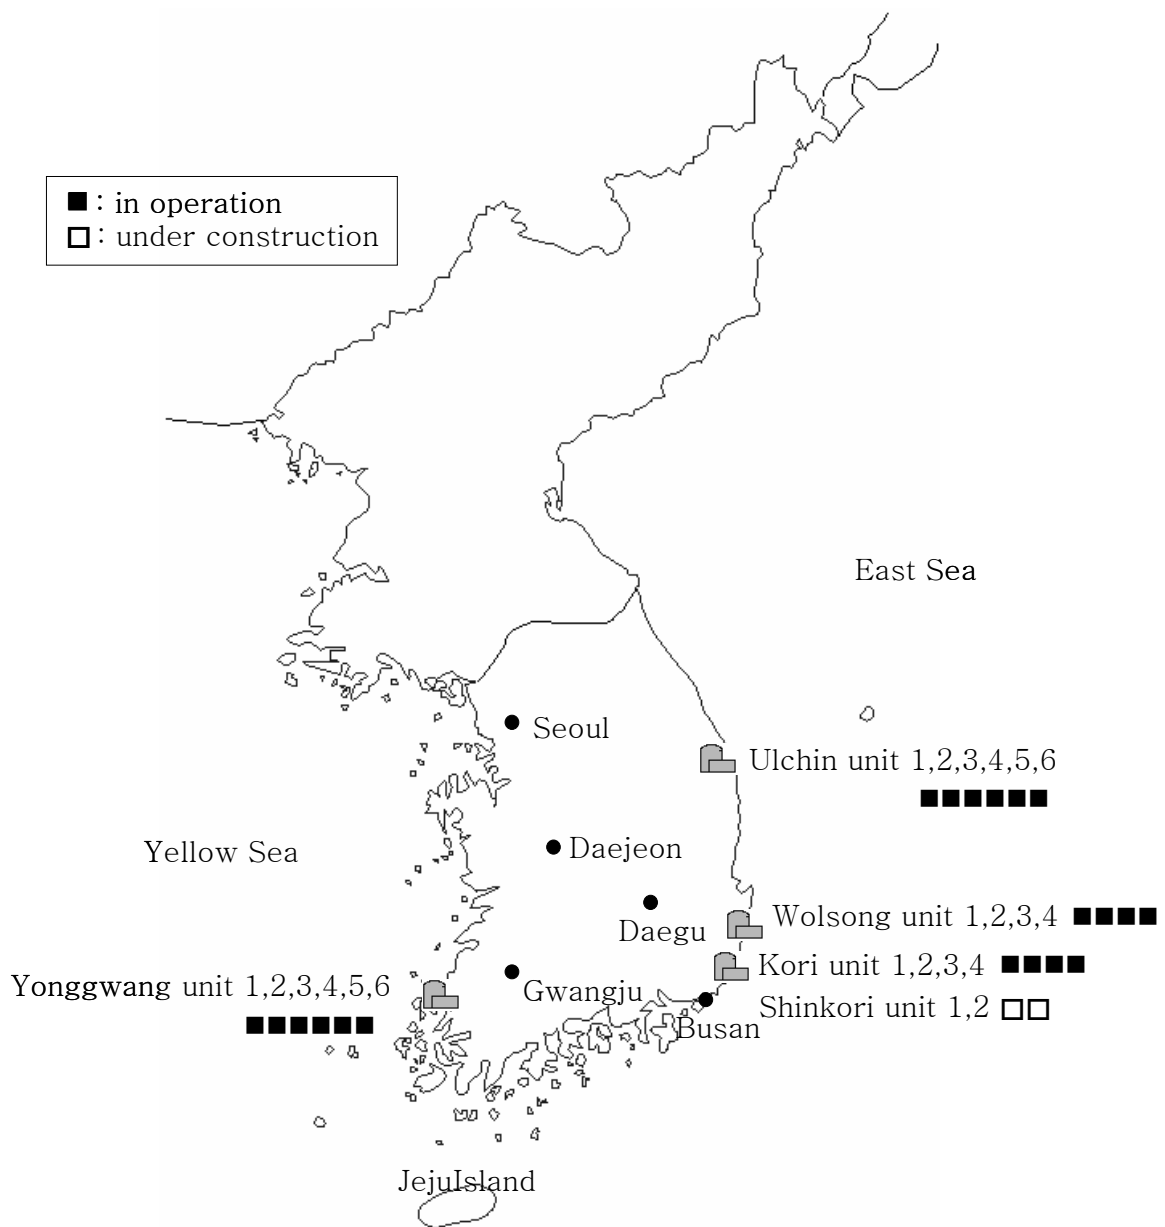 ■ : in operation
□ : under construction
East Sea
Seoul
Ulchin unit 1,2,3,4,5,6
■■■■■■
Yellow Sea
Daejeon
Daegu
Wolsong unit 1,2,3,4 ■■■■
Kori unit 1,2,3,4 ■■■■
Yonggwang unit 1,2,3,4,5,6
■■■■■■
Gwangju
Shinkori unit 1,2 □□
Busan
JejuIsland